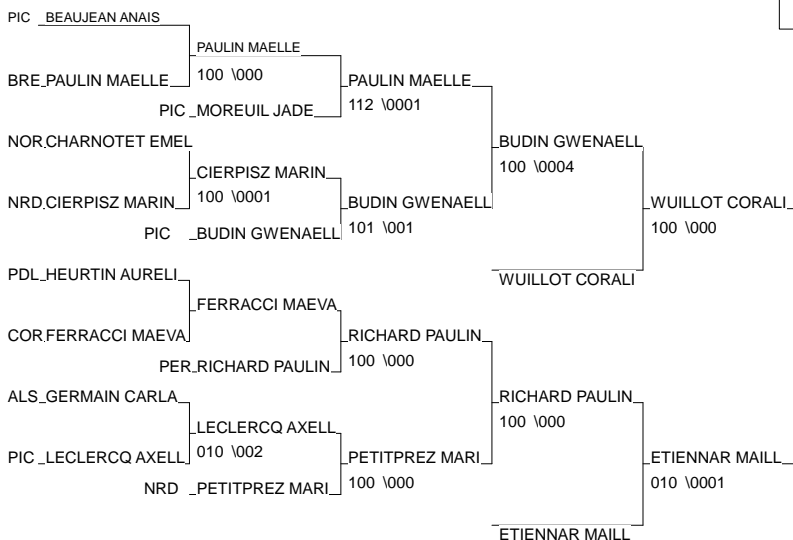 PIC BEAUJEAN ANAIS
PAULIN MAELLE
BRE PAULIN MAELLE 100 \000 PAULIN MAELLE
PIC MOREUIL JADE 112 \0001
NOR CHARNOTET EMEL BUDIN GWENAELL
CIERPISZ MARIN 100 \0004
NRD CIERPISZ MARIN 100 \0001 BUDIN GWENAELL WUILLOT CORALI
PIC BUDIN GWENAELL 101 \001 100 \000
PDL HEURTIN AURELI WUILLOT CORALI
FERRACCI MAEVA
COR FERRACCI MAEVA RICHARD PAULIN
PER RICHARD PAULIN 100 \000
ALS GERMAIN CARLA RICHARD PAULIN
LECLERCQ AXELL 100 \000
PIC LECLERCQ AXELL 010 \002 PETITPREZ MARI ETIENNAR MAILL
NRD PETITPREZ MARI 100 \000 010 \0001
ETIENNAR MAILL